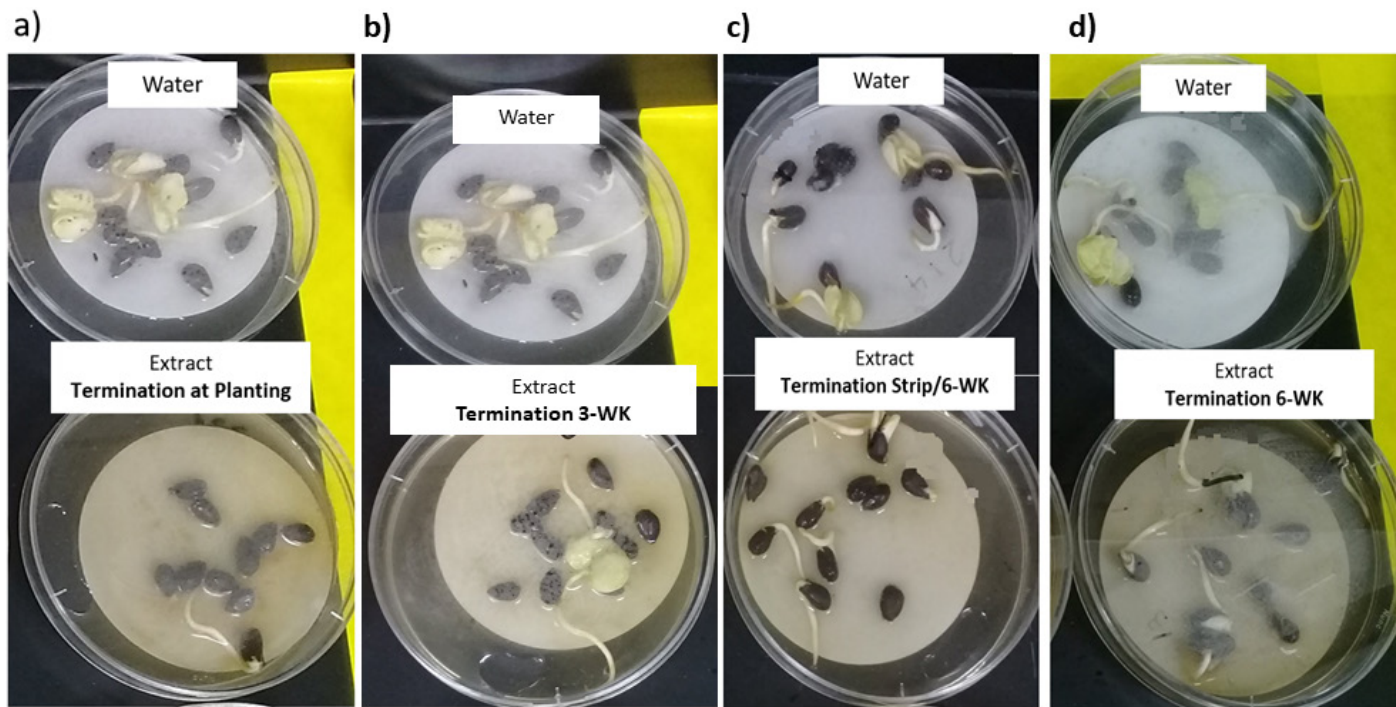 a)
b)
c)
d)
Water
Water
Water
Water
Extract
Termination at Planting
Extract
Termination 3-WK
Extract
Termination Strip/6-WK
Extract
Termination 6-WK